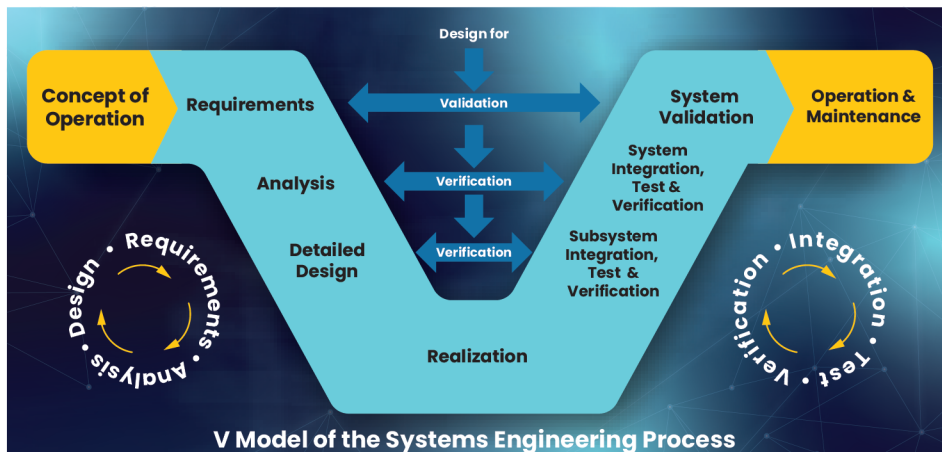 Design for
Concept of
Operation
Requirements
Validation
System
Validation
Operation &
Maintenance
Analysis
Verification
System
Integration,
Test &
Verification
Detailed
Design
Verification
Subsystem
Integration,
Test &
Verification
Realization
Requirements • Analysis • Design •
Integration • Test • Verification •
V Model of the Systems Engineering Process